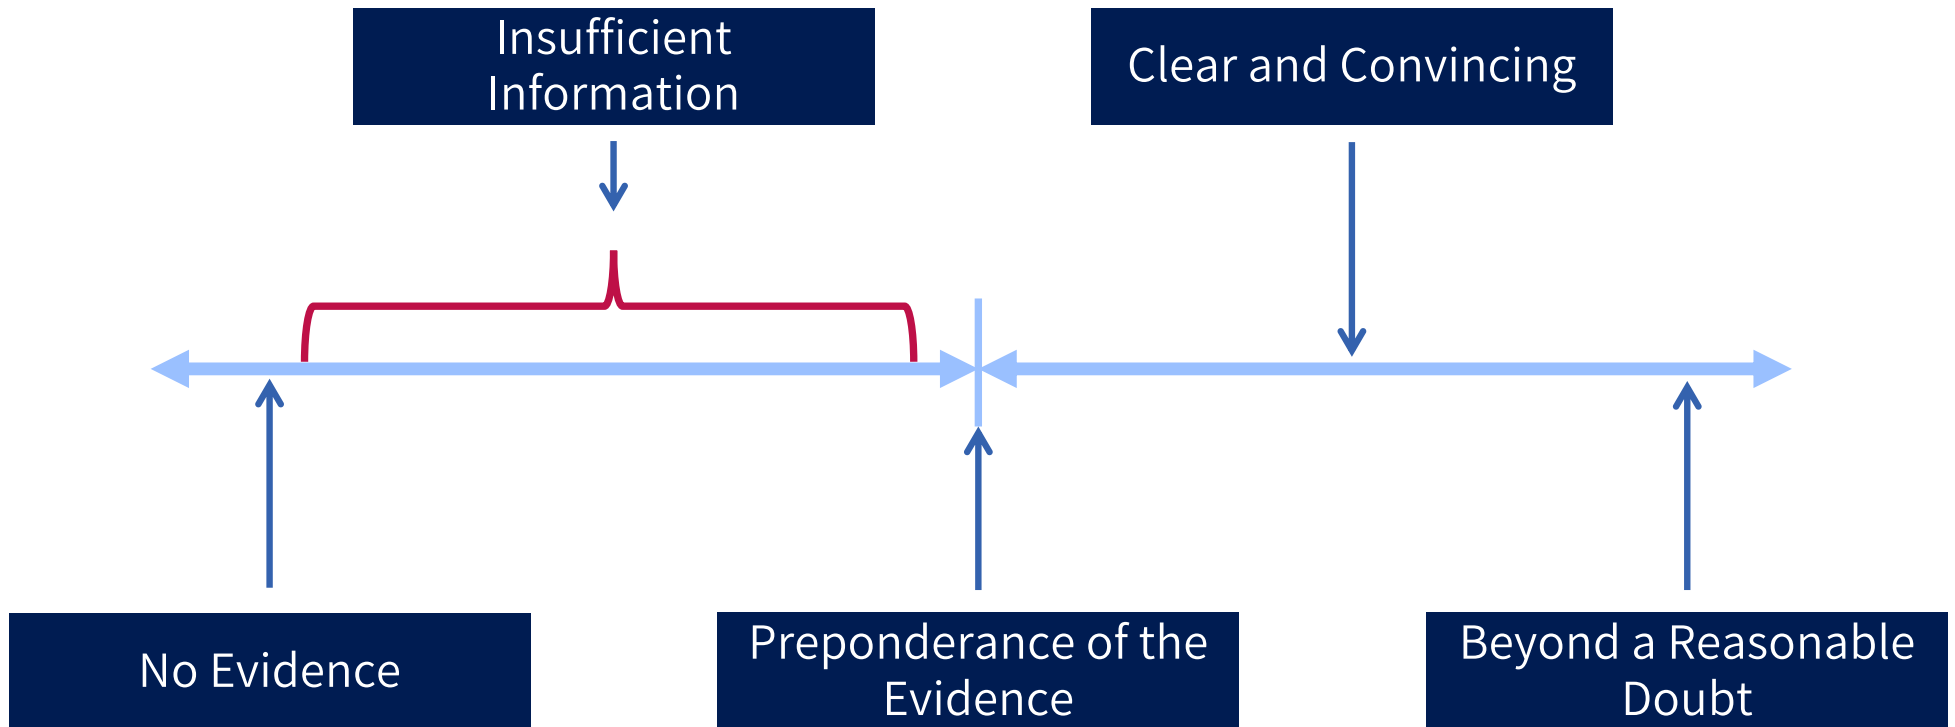 Insufficient
Information
Clear and Convincing
No Evidence
Preponderance of the
Evidence
Beyond a Reasonable
Doubt